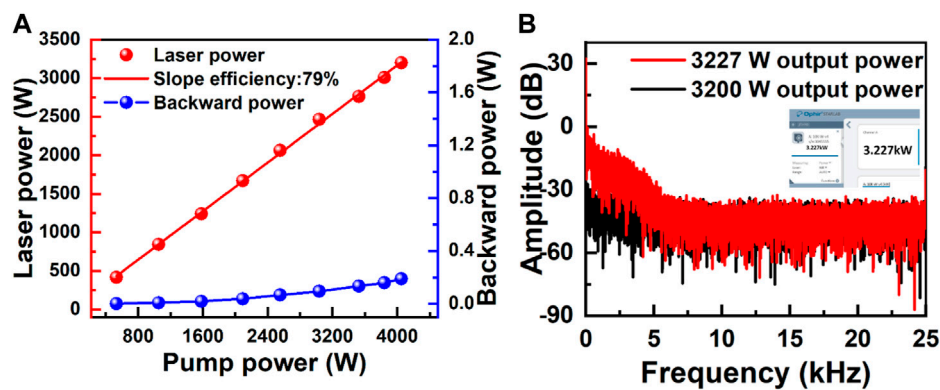 A
Laser power
Slope efficiency:79%
Backward power
Laser power (W)
3500
3000
2500
2000
1500
1000
500
0
Backward power (W)
2.0
1.6
1.2
0.8
0.4
0.0
800 1600 2400 3200 4000
Pump power (W)
B
3227 W output power
3200 W output power
3.227kW
3.227kW
Amplitude (dB)
30
0
-30
-60
-90
0 5 10 15 20 25
Frequency (kHz)